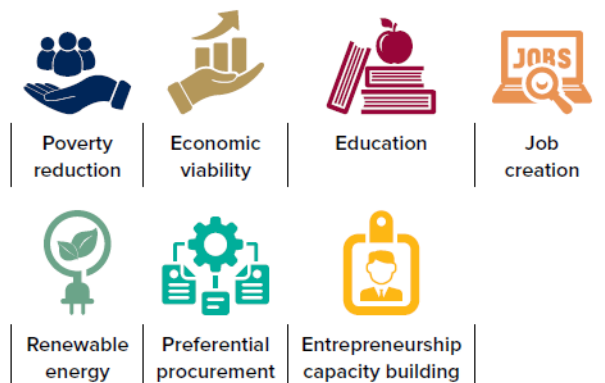 JOBS
Poverty
reduction
Economic
viability
Education
Job
creation
Renewable
energy
Preferential
procurement
Entrepreneurship
capacity building